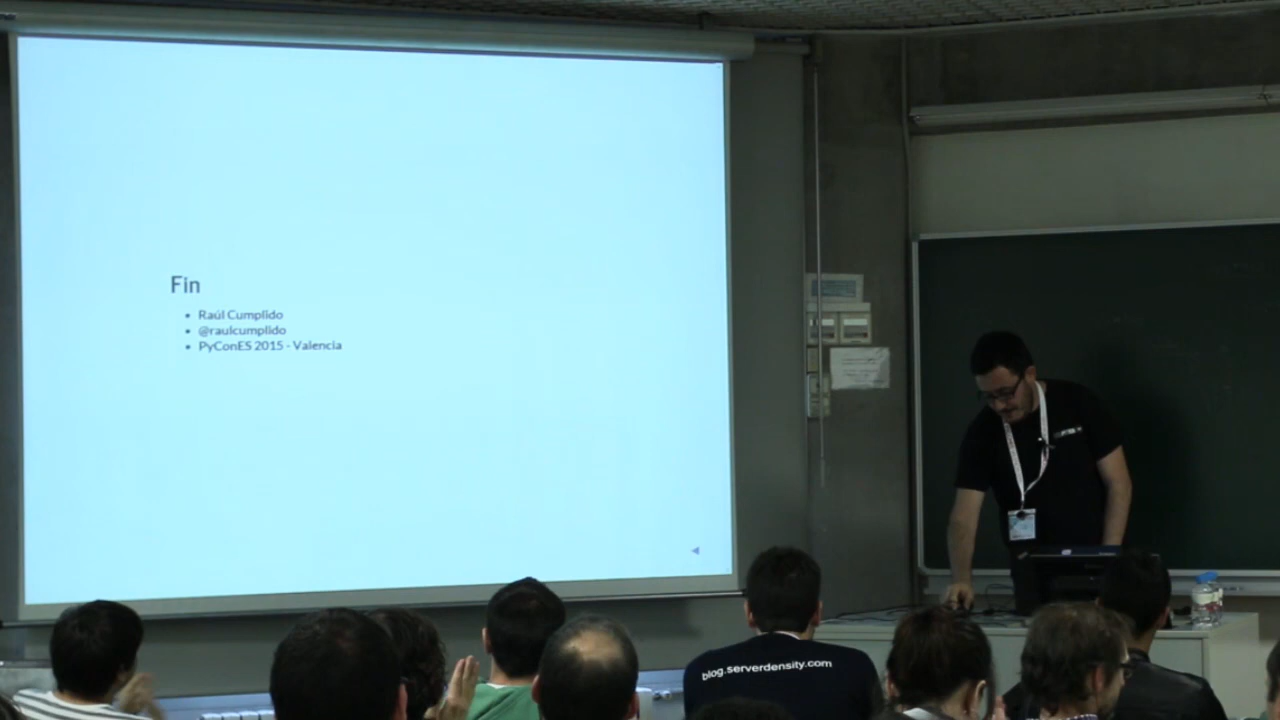 Fin
• Raúl Cumplido
• @raulcumplido
• PyConES 2015 - Valencia
blog.serverdensity.com